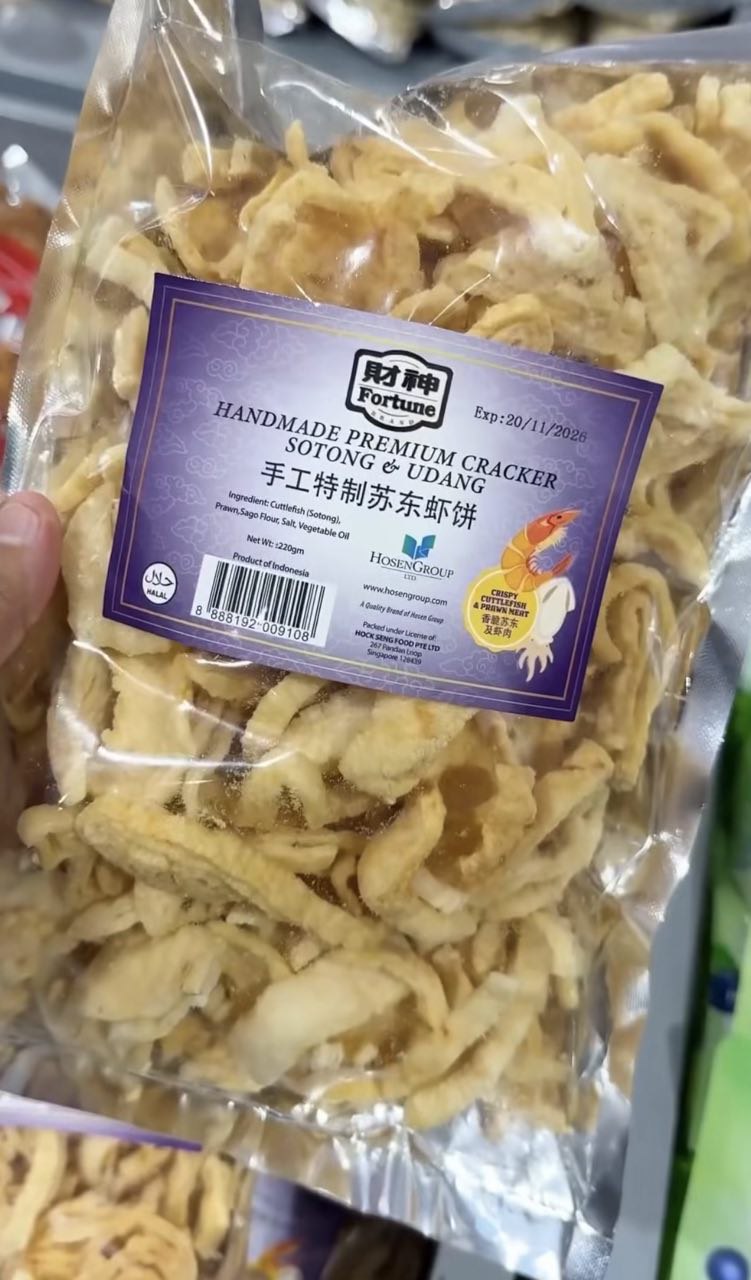 財神
Fortune
Exp:20/11/2026
HANDMADE PREMIUM CRACKER
SOTONG & UDANG
手工特制苏东虾饼
Ingredient: Cuttlefish (Sotong),
Prawn,Sago Flour, Salt, Vegetable Oil
Net Wt: ±220gm
Product of Indonesia
8 888192 009108
حلال
HALAL
HOSENGROUP
LTD.
www.hosengroup.com
A Quality Brand of Hosen Group
Packed under License of:
HOCK SENG FOOD PTE LTD
267 Pandan Loop
Singapore 128439
CRISPY
CUTTLEFISH
& PRAWN MEAT
香脆苏东
及虾肉